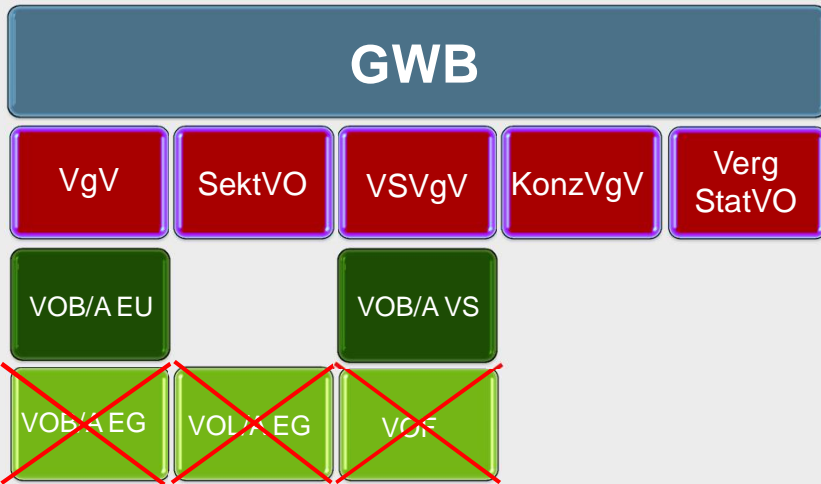 GWB
VgV
SektVO
VSVgV
KonzVgV
Verg
StatVO
VOB/A EU
VOB/A VS
VOB/A EG
VOL/A EG
VOF